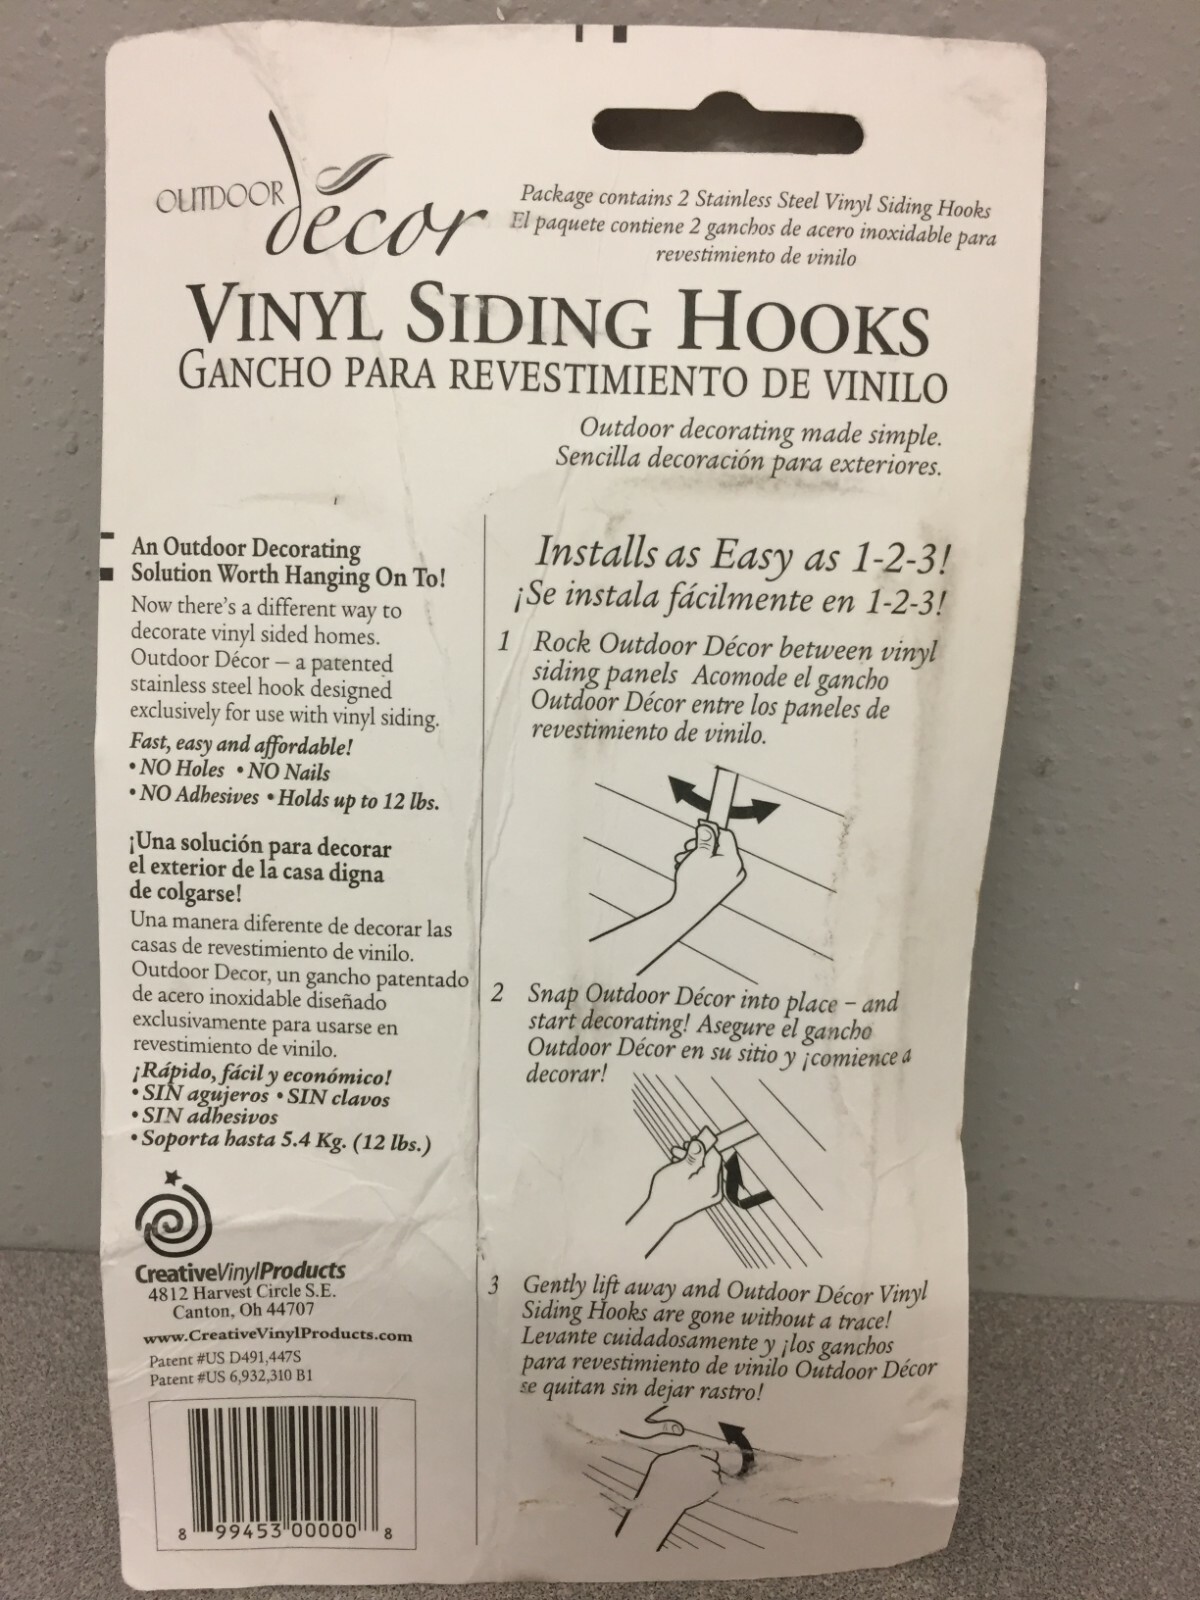 OUTDOOR
décor
Package contains 2 Stainless Steel Vinyl Siding Hooks
El paquete contiene 2 ganchos de acero inoxidable para
revestimiento de vinilo
VINYL SIDING HOOKS
GANCHO PARA REVESTIMIENTO DE VINILO
Outdoor decorating made simple.
Sencilla decoración para exteriores.
An Outdoor Decorating
Solution Worth Hanging On To!
Now there's a different way to
decorate vinyl sided homes.
Outdoor Décor – a patented
stainless steel hook designed
exclusively for use with vinyl siding.
Fast, easy and affordable!
• NO Holes • NO Nails
• NO Adhesives • Holds up to 12 lbs.
¡Una solución para decorar
el exterior de la casa digna
de colgarse!
Una manera diferente de decorar las
casas de revestimiento de vinilo.
Outdoor Decor, un gancho patentado
de acero inoxidable diseñado
exclusivamente para usarse en
revestimiento de vinilo.
¡Rápido, fácil y económico!
• SIN agujeros • SIN clavos
• SIN adhesivos
• Soporta hasta 5.4 Kg. (12 lbs.)
CreativeVinylProducts
4812 Harvest Circle S.E.
Canton, Oh 44707
www.CreativeVinylProducts.com
Patent #US D491,447S
Patent #US 6,932,310 B1
8 99453 00000 8
Installs as Easy as 1-2-3!
¡Se instala fácilmente en 1-2-3!
1 Rock Outdoor Décor between vinyl
siding panels Acomode el gancho
Outdoor Décor entre los paneles de
revestimiento de vinilo.
2 Snap Outdoor Décor into place – and
start decorating! Asegure el gancho
Outdoor Décor en su sitio y ¡comience a
decorar!
3 Gently lift away and Outdoor Décor Vinyl
Siding Hooks are gone without a trace!
Levante cuidadosamente y ¡los ganchos
para revestimiento de vinilo Outdoor Décor
se quitan sin dejar rastro!